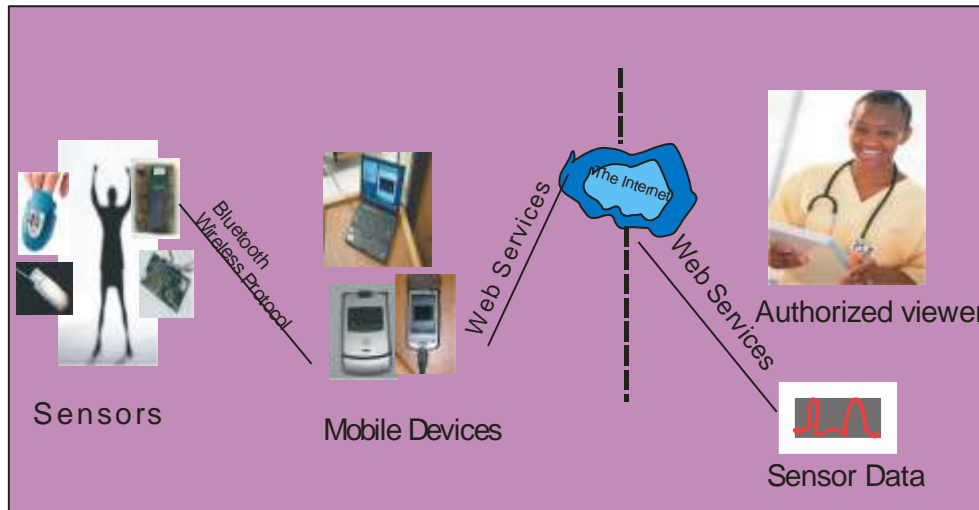 Sensors
Bluetooth
Wireless Protocol
Mobile Devices
Web Services
The Internet
Web Services
Authorized viewer
Sensor Data